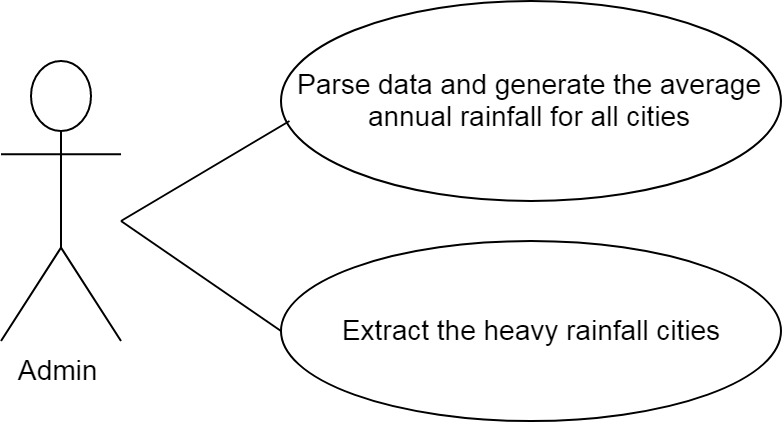 Parse data and generate the average
annual rainfall for all cities
Extract the heavy rainfall cities
Admin